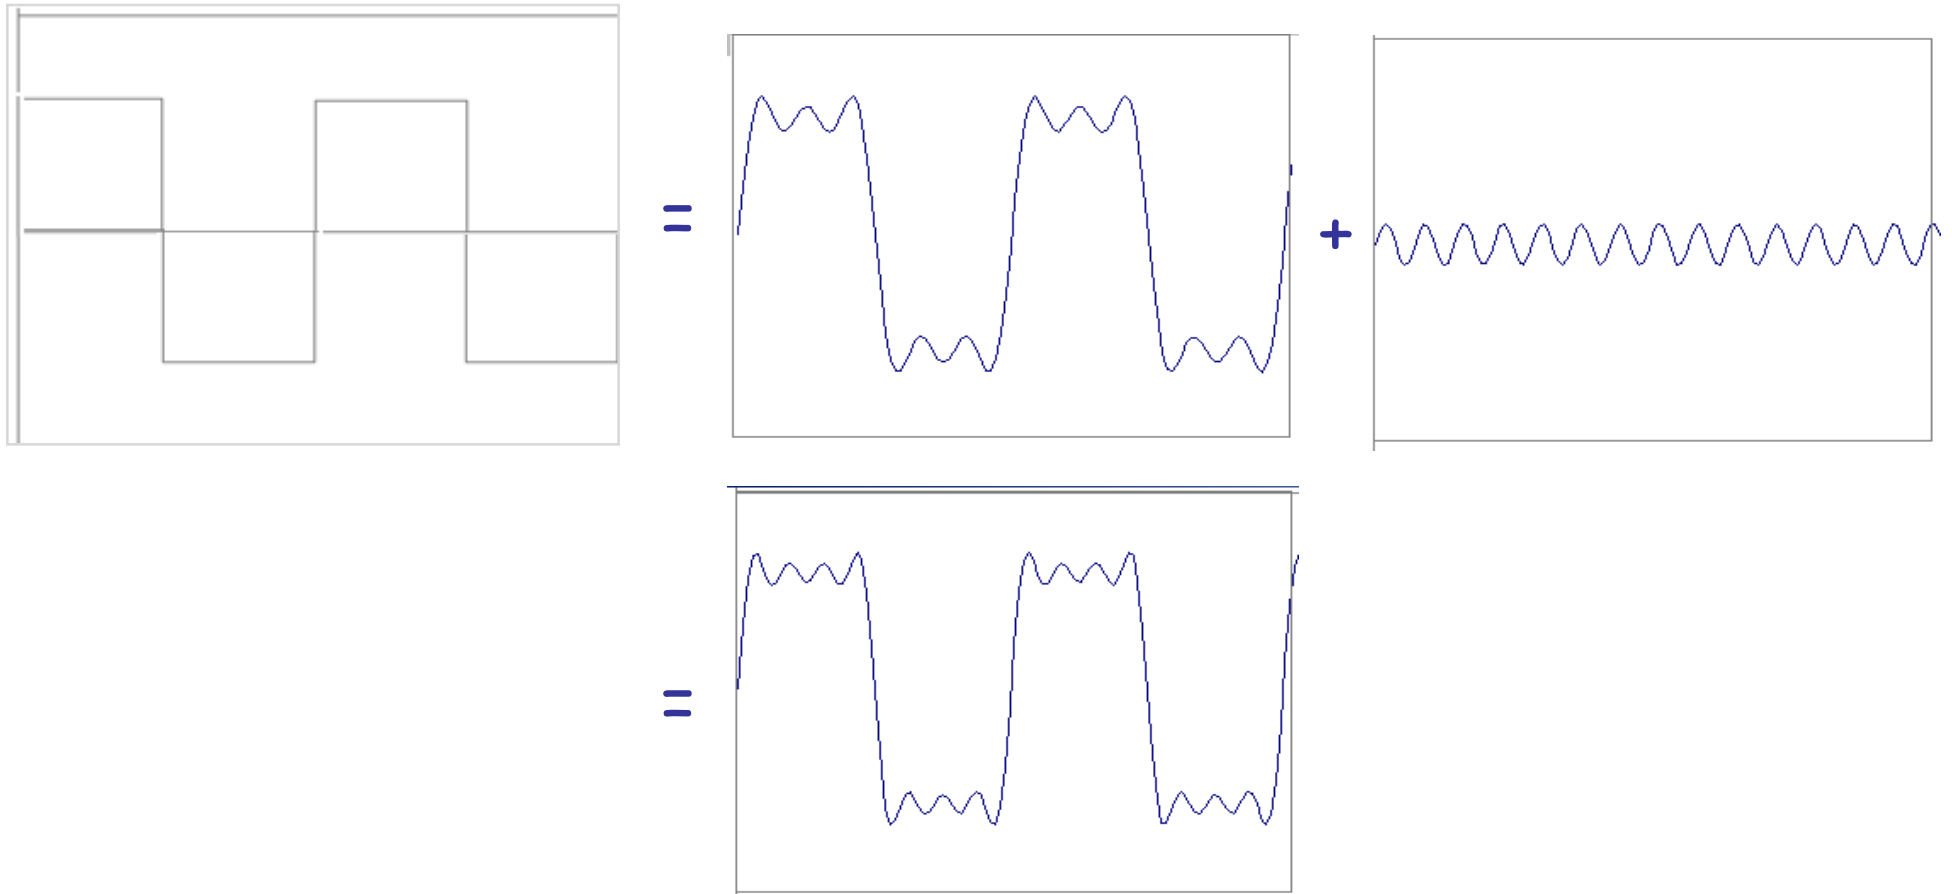 = +
=